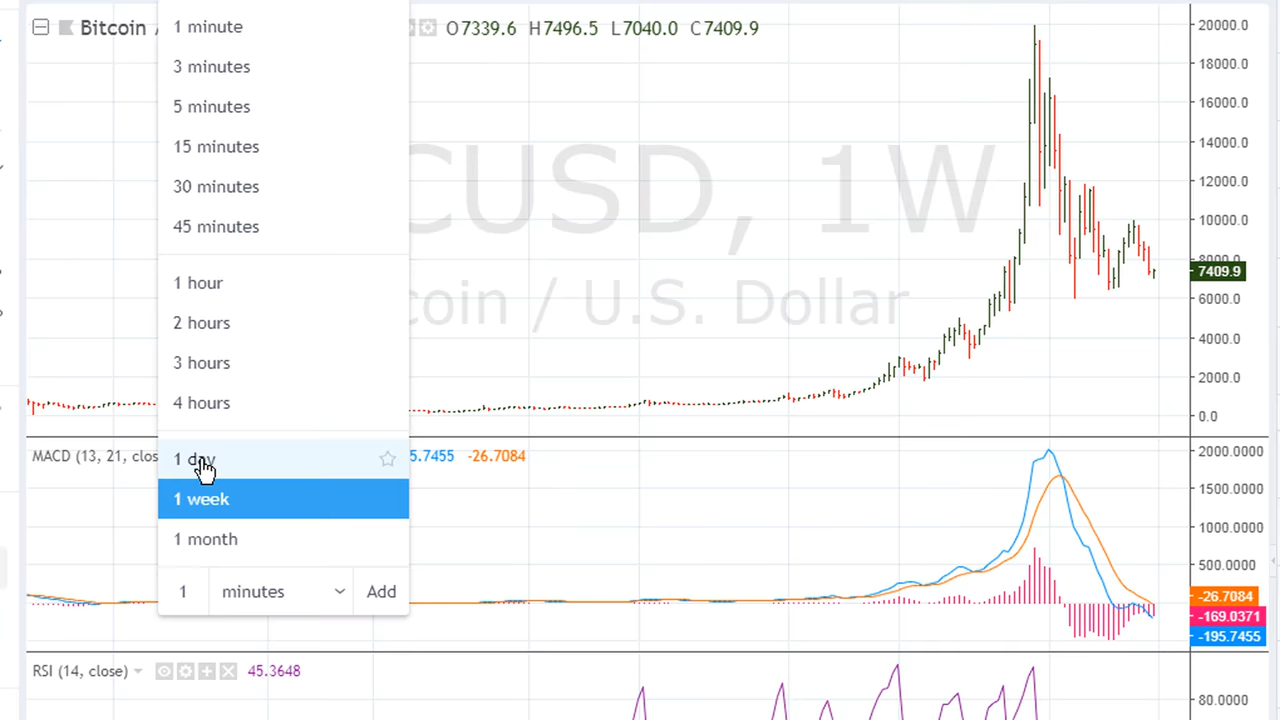 Bitcoin
O7339.6 H7496.5 L7040.0 C7409.9
1 minute
3 minutes
5 minutes
15 minutes
30 minutes
45 minutes
1 hour
2 hours
3 hours
4 hours
1 day
1 week
1 month
1 minutes Add
CUSD, 1W
coin / U.S. Dollar
20000.0
18000.0
16000.0
14000.0
12000.0
10000.0
8000.0
7409.9
6000.0
4000.0
2000.0
0.0
MACD (13, 21, clos 5.7455 -26.7084
2000.0000
1500.0000
1000.0000
500.0000
-26.7084
-169.0371
-195.7455
RSI (14, close) 45.3648
80.0000